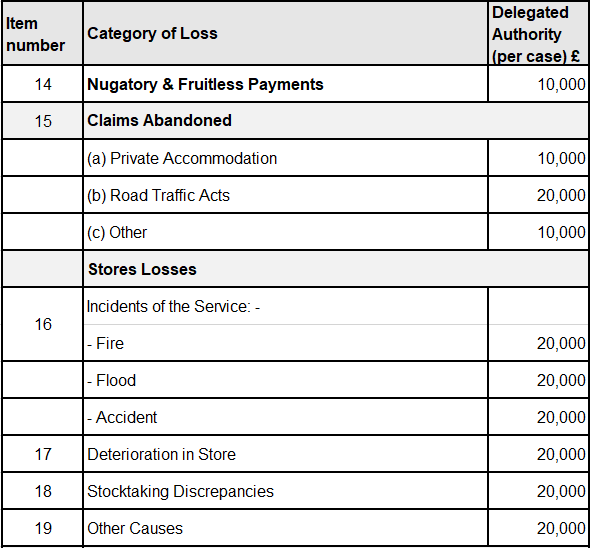 Item number Category of Loss Delegated Authority (per case) £
14 Nugatory & Fruitless Payments 10,000
15 Claims Abandoned
(a) Private Accommodation 10,000
(b) Road Traffic Acts 20,000
(c) Other 10,000
Stores Losses
16 Incidents of the Service: -
- Fire 20,000
- Flood 20,000
- Accident 20,000
17 Deterioration in Store 20,000
18 Stocktaking Discrepancies 20,000
19 Other Causes 20,000